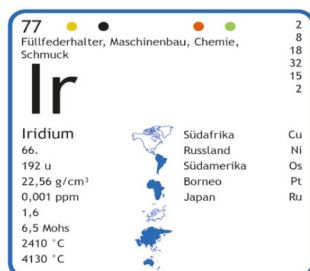 77
2
8
18
32
15
2
Füllfederhalter, Maschinenbau, Chemie,
Schmuck
Ir
Iridium
66.
192 u
22,56 g/cm³
0,001 ppm
1,6
6,5 Mohs
2410 °C
4130 °C
Südafrika
Russland
Südamerika
Borneo
Japan
Cu
Ni
Os
Pt
Ru